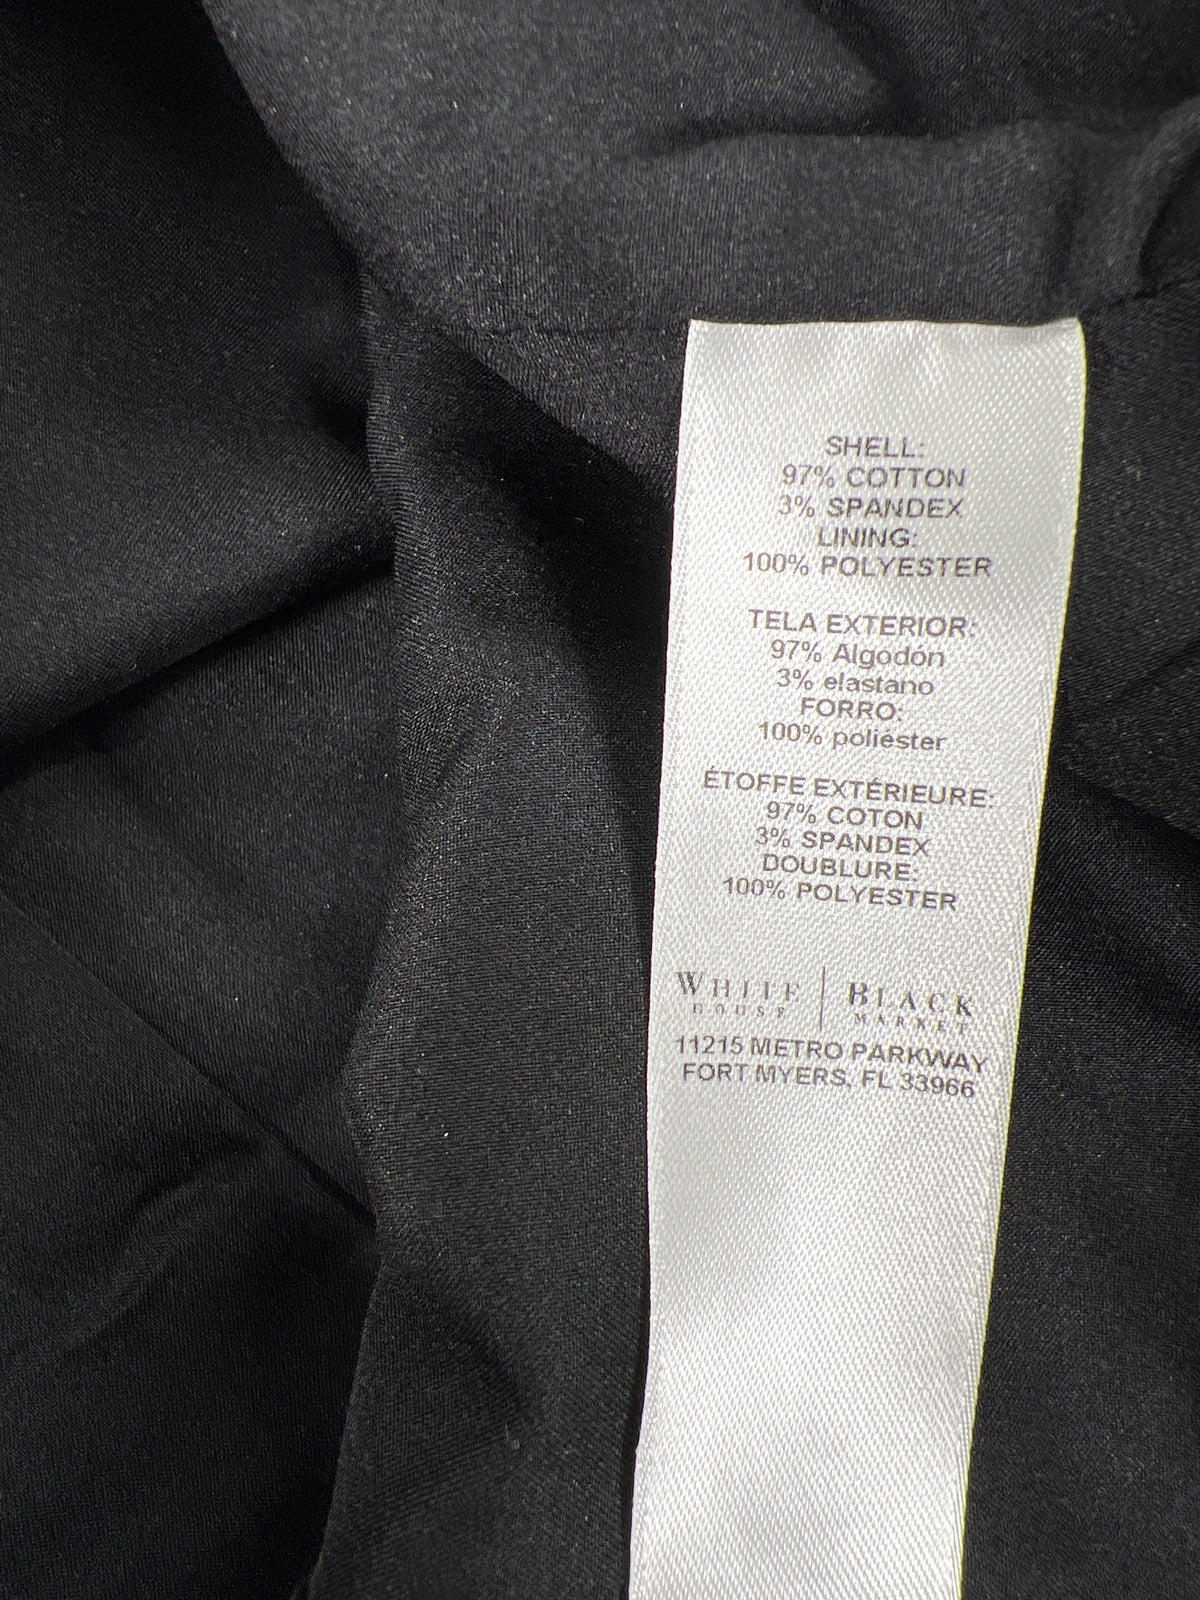 SHELL:
97% COTTON
3% SPANDEX
LINING:
100% POLYESTER
TELA EXTERIOR:
97% Algodón
3% elastano
FORRO:
100% poliéster
ÉTOFFE EXTÉRIEURE:
97% COTON
3% SPANDEX
DOUBLURE:
100% POLYESTER
WHITE | BLACK
HOUSE MARKET
11215 METRO PARKWAY
FORT MYERS, FL 33966